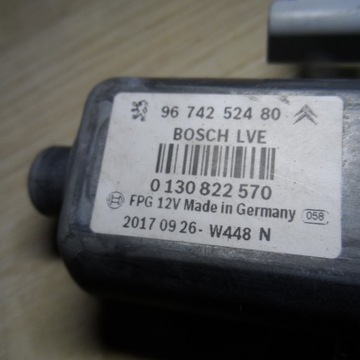 96 742 524 80
BOSCH LVE
0 130 822 570
FPG 12V Made in Germany 058
2017 09 26- W448 N